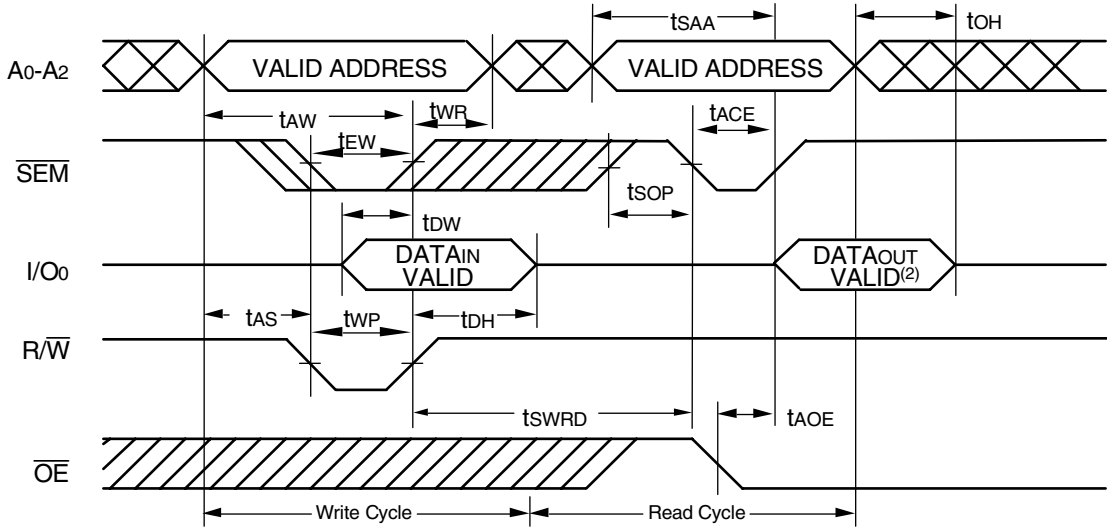 tSAA
tOH
A0-A2
VALID ADDRESS
VALID ADDRESS
tAW
tWR
tACE
tEW
SEM
tSOP
tDW
I/O0
DATAIN
VALID
DATAOUT
VALID(2)
tAS
tWP
tDH
R/W
tSWRD
tAOE
OE
Write Cycle
Read Cycle